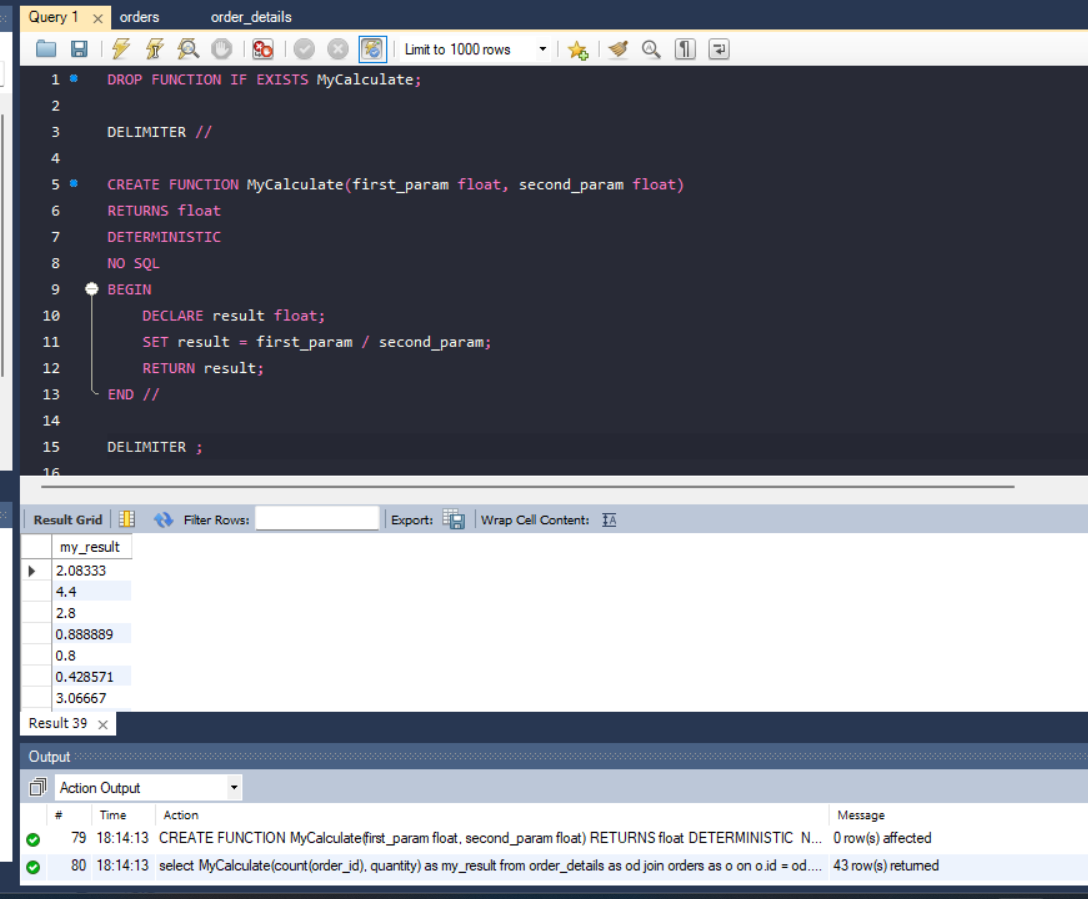 Query 1 orders order_details
Limit to 1000 rows
1 DROP FUNCTION IF EXISTS MyCalculate;
2
3 DELIMITER //
4
5 CREATE FUNCTION MyCalculate(first_param float, second_param float)
6 RETURNS float
7 DETERMINISTIC
8 NO SQL
9 BEGIN
10 DECLARE result float;
11 SET result = first_param / second_param;
12 RETURN result;
13 END //
14
15 DELIMITER ;
16
Result Grid Filter Rows: Export: Wrap Cell Content:
my_result
2.08333
4.4
2.8
0.888889
0.8
0.428571
3.06667
Result 39
Output
Action Output
# Time Action Message
79 18:14:13 CREATE FUNCTION MyCalculate(first_param float, second_param float) RETURNS float DETERMINISTIC N... 0 row(s) affected
80 18:14:13 select MyCalculate(count(order_id), quantity) as my_result from order_details as od join orders as o on o.id = od.... 43 row(s) returned